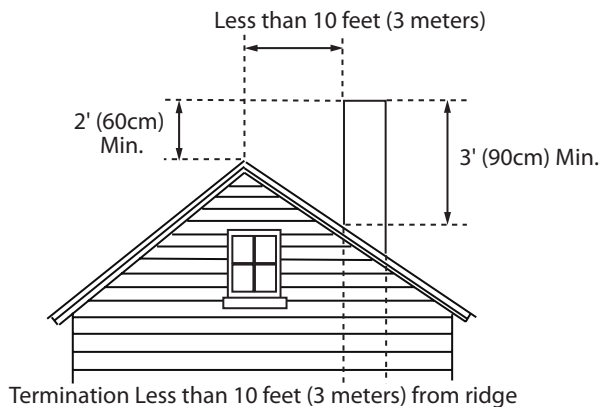 Less than 10 feet (3 meters)
2' (60cm)
Min.
3' (90cm) Min.
Termination Less than 10 feet (3 meters) from ridge